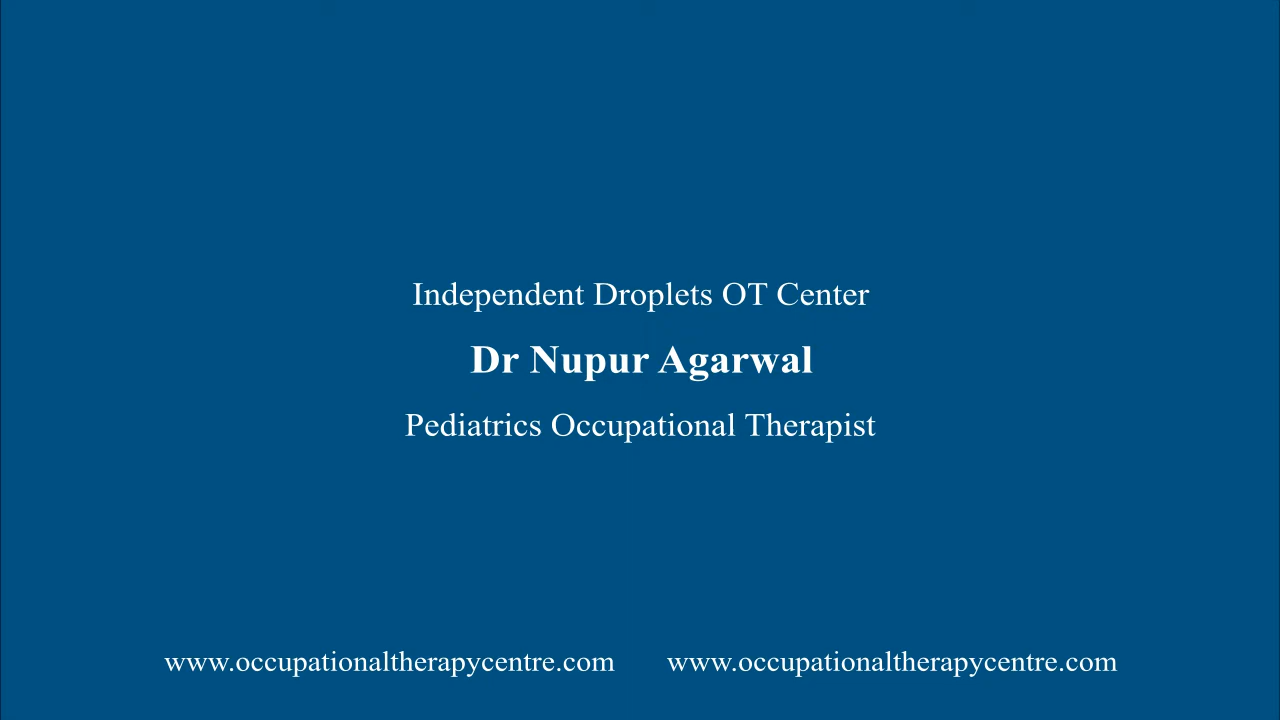 Independent Droplets OT Center
Dr Nupur Agarwal
Pediatrics Occupational Therapist
www.occupationaltherapycentre.com www.occupationaltherapycentre.com